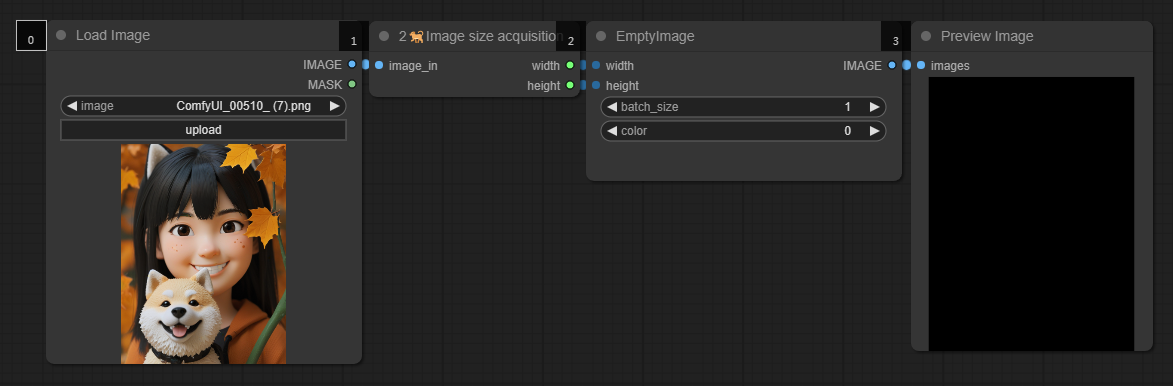 0
Load Image
1
IMAGE
MASK
image ComfyUI_00510_ (7).png
upload
2🐕Image size acquisition
2
image_in
width
height
EmptyImage
3
width
height
IMAGE
batch_size 1
color 0
Preview Image
images